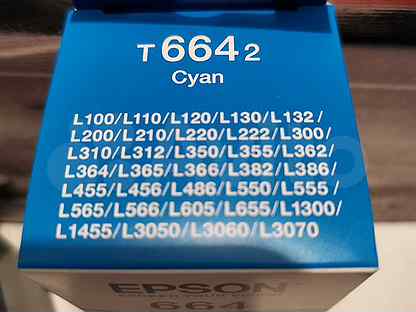 T6642
Cyan
L100/L110/L120/L130/L132/
L200/L210/L220/L222/L300/
L310/L312/L350/L355/L362/
L364/L365/L366/L382/L386/
L455/L456/L486/L550/L555/
L565/L566/L605/L655/L1300/
L1455/L3050/L3060/L3070
EPSON
664